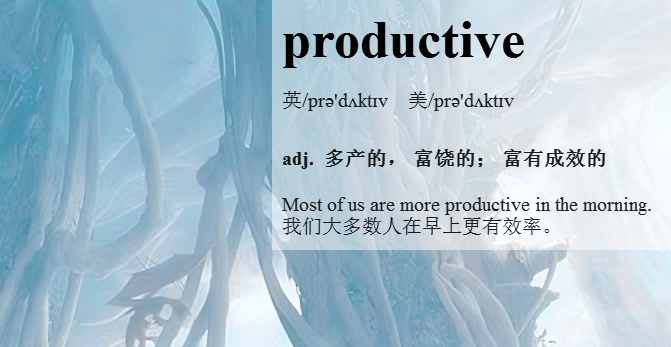 productive
英/prə'dʌktɪv 美/prə'dʌktɪv
adj. 多产的， 富饶的； 富有成效的
Most of us are more productive in the morning.
我们大多数人在早上更有效率。